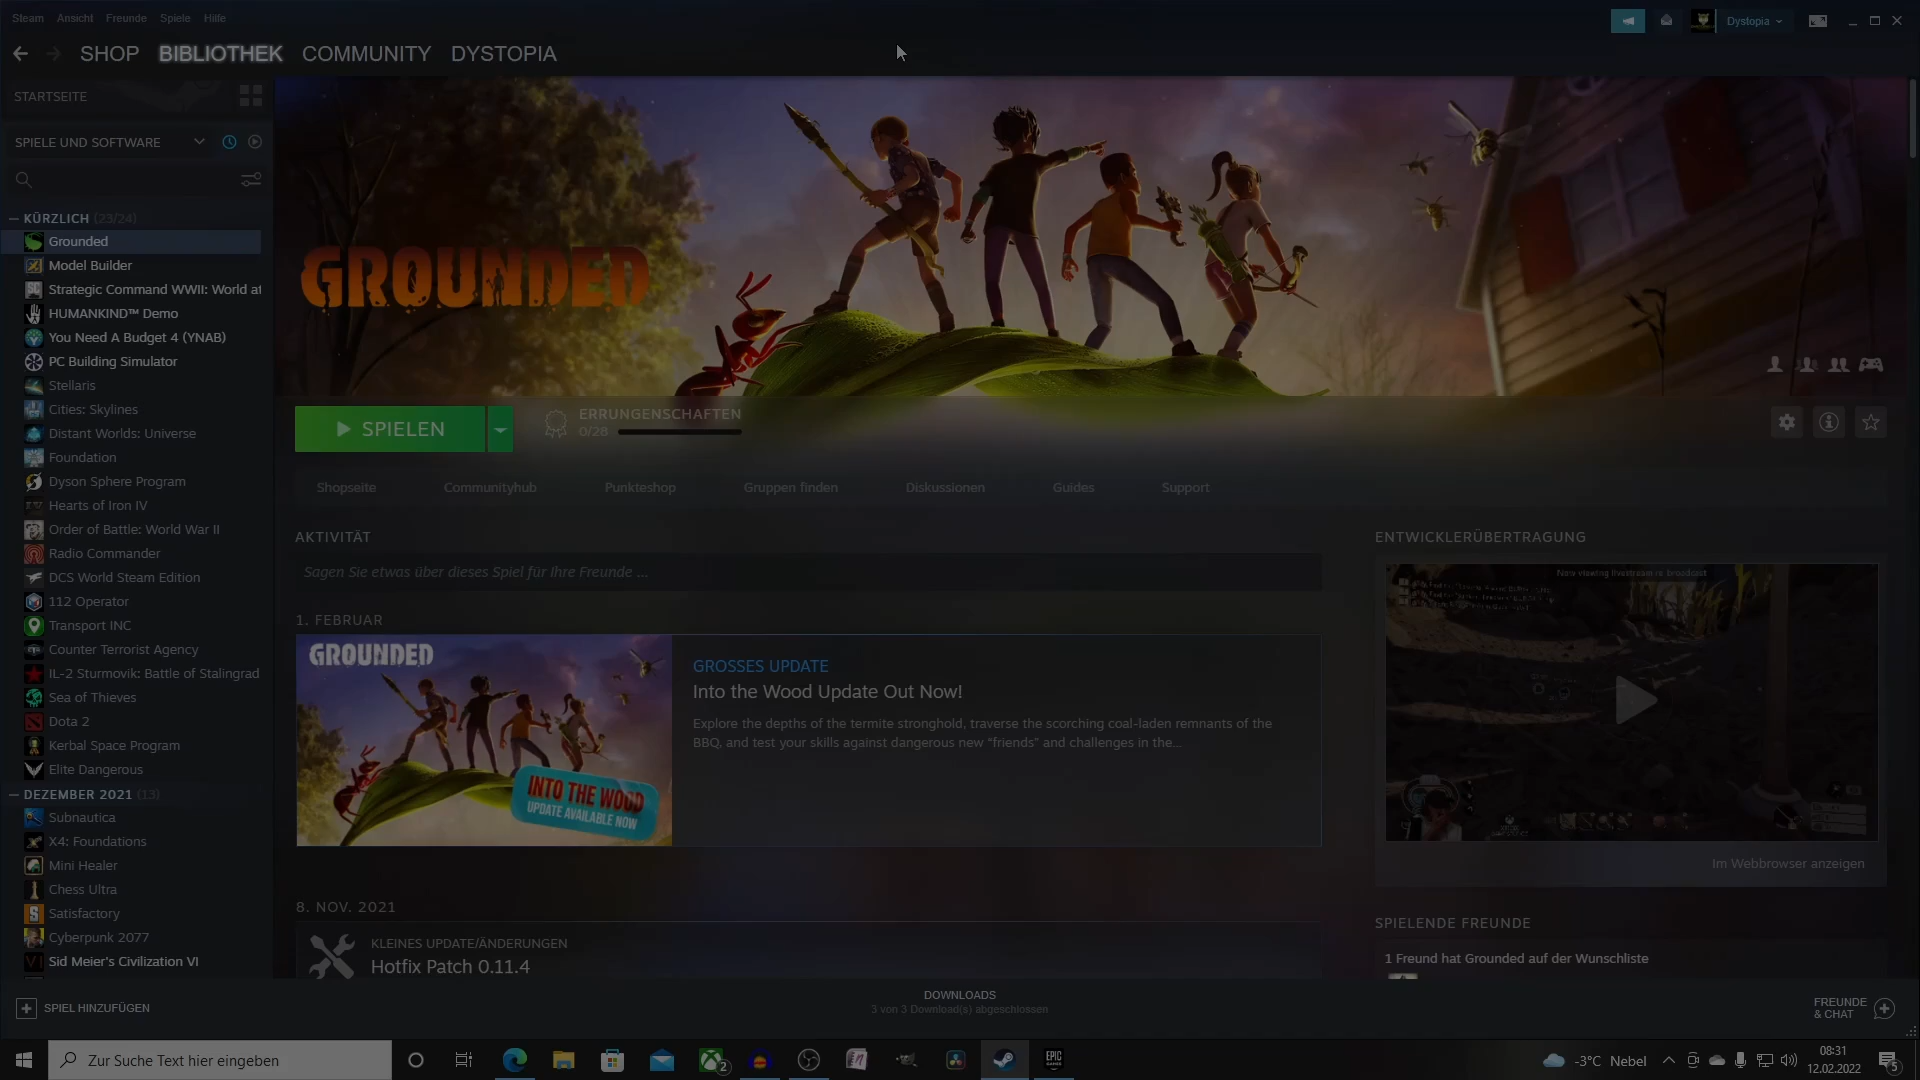 Steam Ansicht Freunde Spiele Hilfe
Dystopia
SHOP BIBLIOTHEK COMMUNITY DYSTOPIA
STARTSEITE
SPIELE UND SOFTWARE
KÜRZLICH (23/24)
Grounded
Model Builder
Strategic Command WWII: World a
HUMANKIND™ Demo
You Need A Budget 4 (YNAB)
PC Building Simulator
Stellaris
Cities: Skylines
Distant Worlds: Universe
Foundation
Dyson Sphere Program
Hearts of Iron IV
Order of Battle: World War II
Radio Commander
DCS World Steam Edition
112 Operator
Transport INC
Counter Terrorist Agency
IL-2 Sturmovik: Battle of Stalingrad
Sea of Thieves
Dota 2
Kerbal Space Program
Elite Dangerous
DEZEMBER 2021 (13)
Subnautica
X4: Foundations
Mini Healer
Chess Ultra
Satisfactory
Cyberpunk 2077
Sid Meier's Civilization VI
SPIEL HINZUFÜGEN
GROUNDED
SPIELEN
ERRUNGENSCHAFTEN
0/28
Shopseite Communityhub Punkteshop Gruppen finden Diskussionen Guides Support
AKTIVITÄT
Sagen Sie etwas über dieses Spiel für Ihre Freunde ...
1. FEBRUAR
GROUNDED
INTO THE WOOD
UPDATE AVAILABLE NOW
GROSSES UPDATE
Into the Wood Update Out Now!
Explore the depths of the termite stronghold, traverse the scorching coal-laden remnants of the
BBQ, and test your skills against dangerous new “friends” and challenges in the...
8. NOV. 2021
KLEINES UPDATE/ÄNDERUNGEN
Hotfix Patch 0.11.4
ENTWICKLERÜBERTRAGUNG
Now viewing livestream re-broadcast
Im Webbrowser anzeigen
SPIELENDE FREUNDE
1 Freund hat Grounded auf der Wunschliste
DOWNLOADS
3 von 3 Download(s) abgeschlossen
FREUNDE
& CHAT
Zur Suche Text hier eingeben
2
EPIC
GAMES
-3°C Nebel
08:31
12.02.2022
5